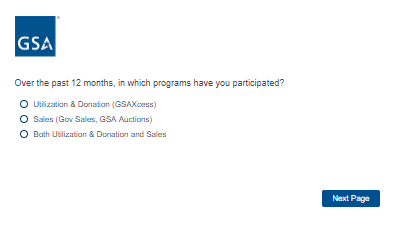 GSA
Over the past 12 months, in which programs have you participated?
Utilization & Donation (GSAXcess)
Sales (Gov Sales, GSA Auctions)
Both Utilization & Donation and Sales
Next Page